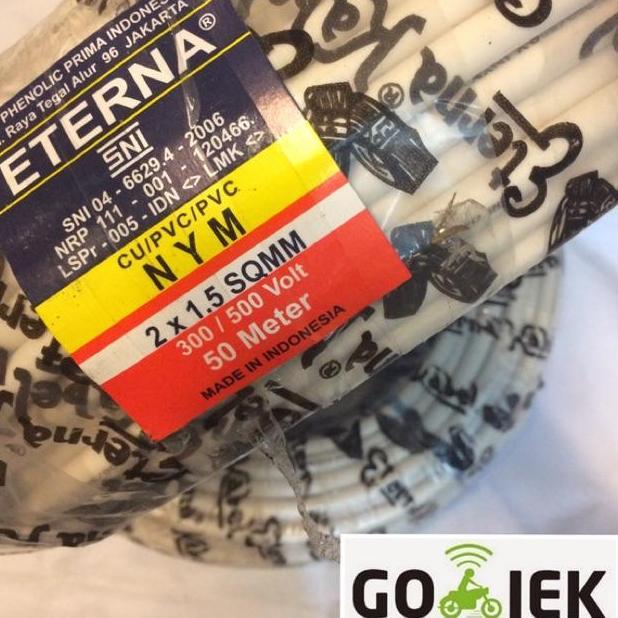 PHENOLIC PRIMA INDONES
Raya Tegal Alur 96 JAKARTA
ETERNA®
SNI
SNI 04 - 6629.4 - 2006
NRP 111 - 001 - 120466
LSPr - 005 - IDN <> LMK <>
CU/PVC/PVC
NYM
2 x 1,5 SQMM
300 / 500 Volt
50 Meter
MADE IN INDONESIA
GOJEK